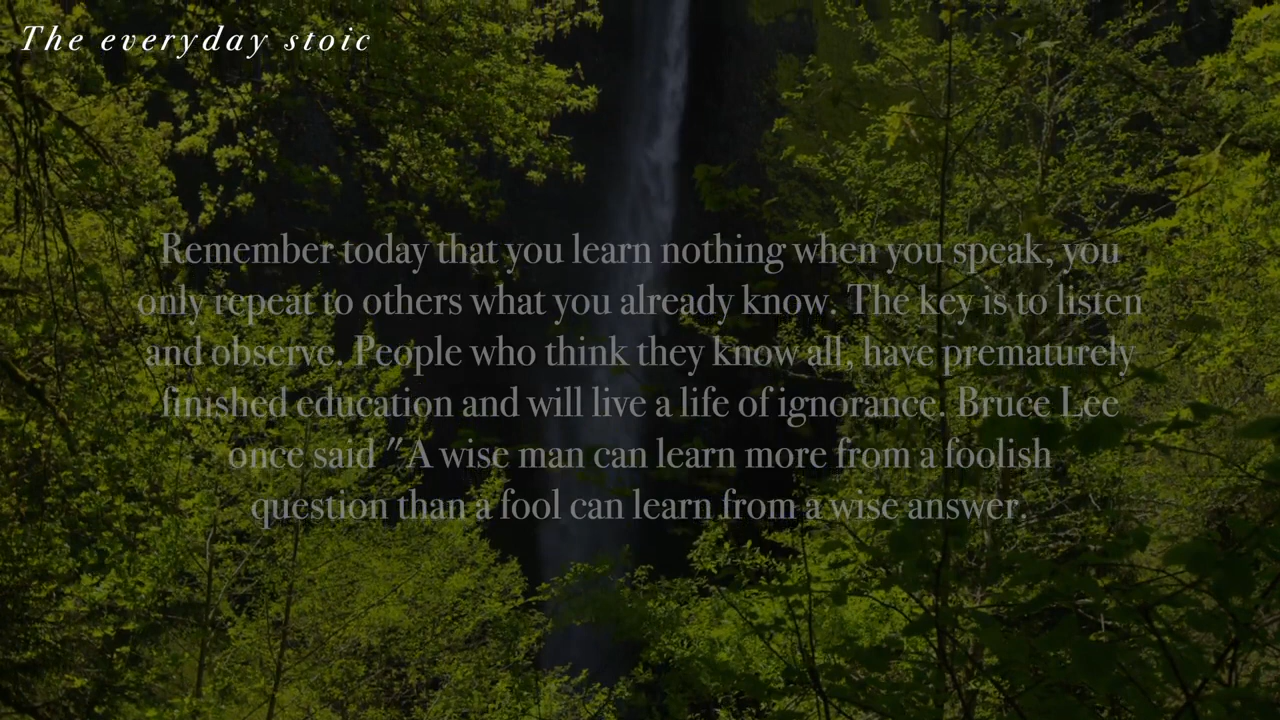 The everyday stoic
Remember today that you learn nothing when you speak, you
only repeat to others what you already know. The key is to listen
and observe. People who think they know all, have prematurely
finished education and will live a life of ignorance. Bruce Lee
once said "A wise man can learn more from a foolish
question than a fool can learn from a wise answer.